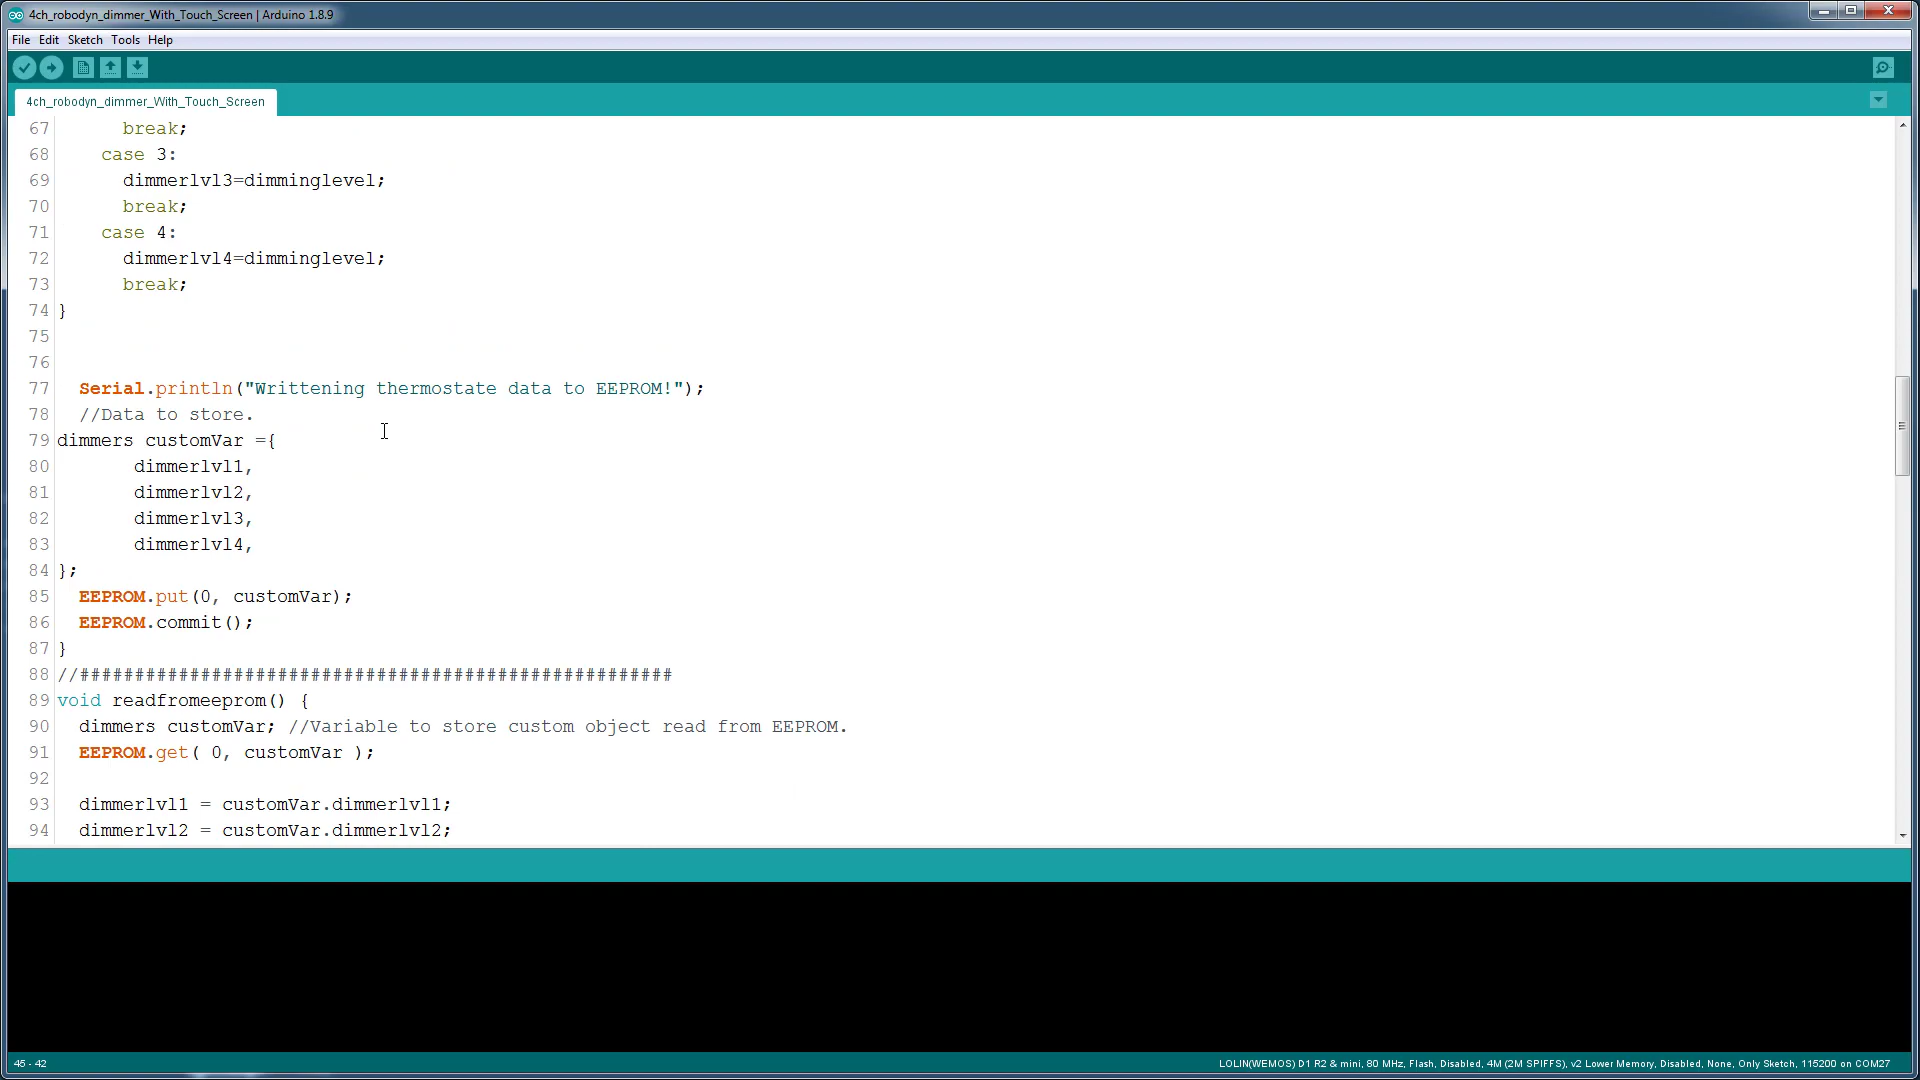 4ch_robodyn_dimmer_With_Touch_Screen | Arduino 1.8.9
File Edit Sketch Tools Help
4ch_robodyn_dimmer_With_Touch_Screen
67 break;
68 case 3:
69 dimmerlvl3=dimminglevel;
70 break;
71 case 4:
72 dimmerlvl4=dimminglevel;
73 break;
74 }
75
76
77 Serial.println("Writtening thermostate data to EEPROM!");
78 //Data to store.
79 dimmers customVar ={
80 dimmerlvl1,
81 dimmerlvl2,
82 dimmerlvl3,
83 dimmerlvl4,
84 };
85 EEPROM.put(0, customVar);
86 EEPROM.commit();
87 }
88 //######################################################
89 void readfromeeprom() {
90 dimmers customVar; //Variable to store custom object read from EEPROM.
91 EEPROM.get( 0, customVar );
92
93 dimmerlvl1 = customVar.dimmerlvl1;
94 dimmerlvl2 = customVar.dimmerlvl2;
45 - 42
LOLIN(WEMOS) D1 R2 & mini, 80 MHz, Flash, Disabled, 4M (2M SPIFFS), v2 Lower Memory, Disabled, None, Only Sketch, 115200 on COM27